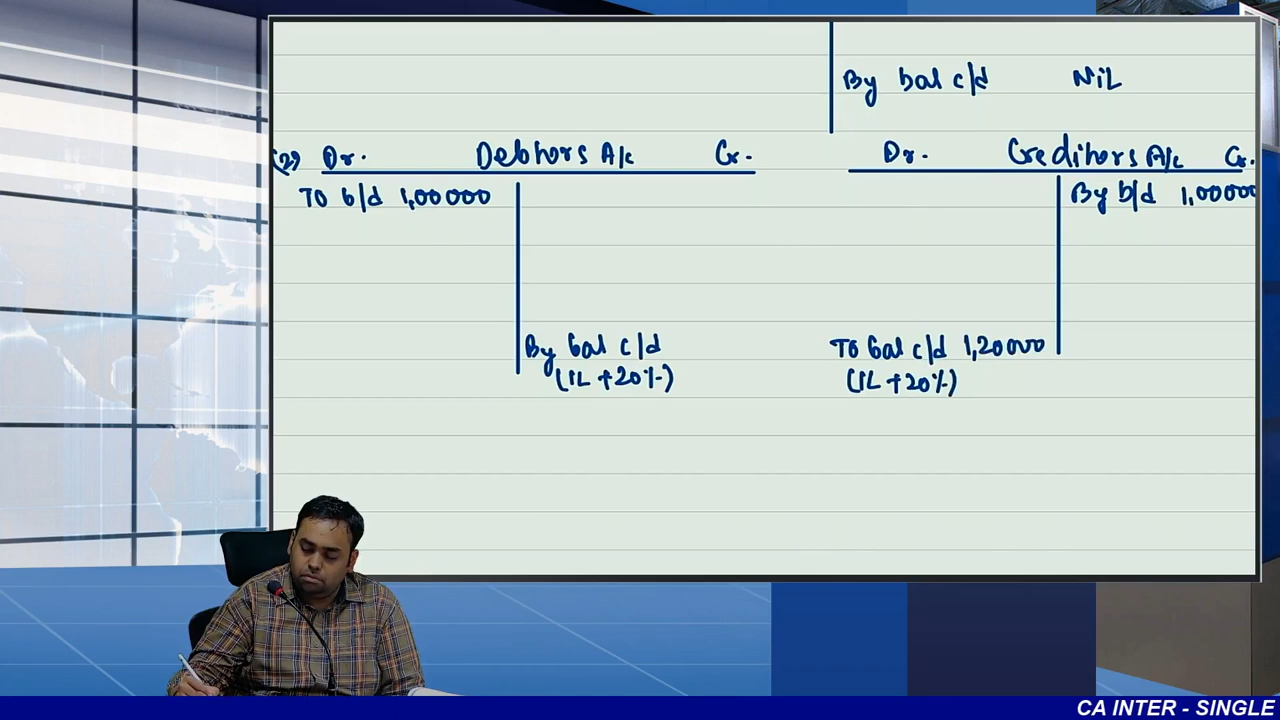 By bal c/d Nil
(2) Dr. Debtors A/c Cr.
Dr. Creditors A/c Cr.
To b/d 1,00000
By b/d 1,00000
By bal c/d
(1L + 20%)
To bal c/d 1,20000
(1L + 20%)
CA INTER - SINGLE